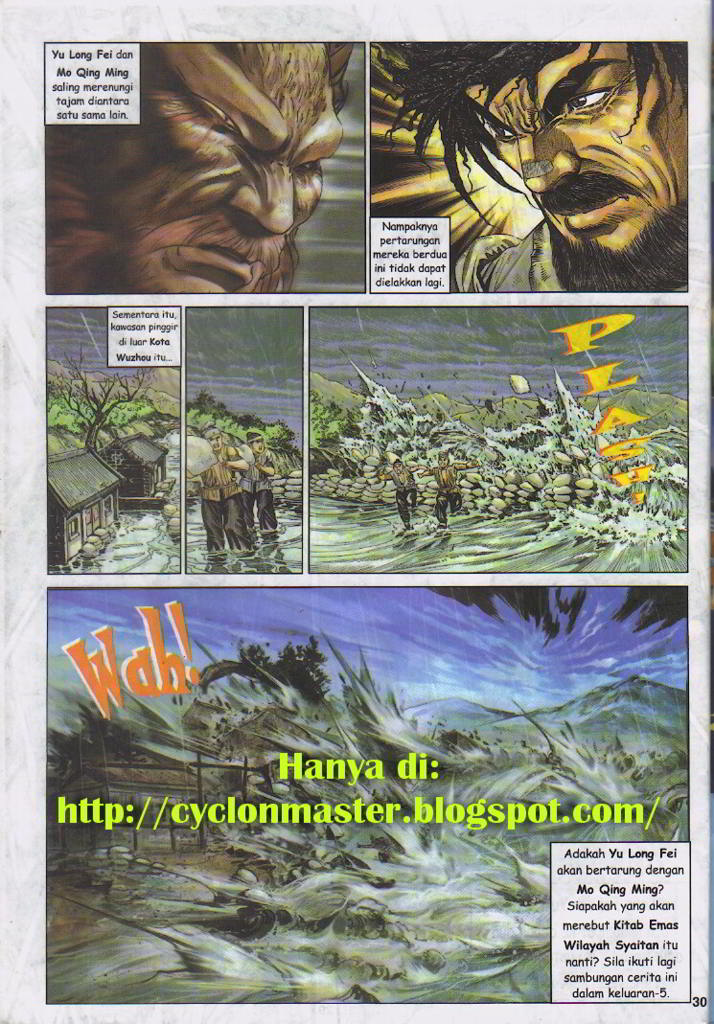 Yu Long Fei dan
Mo Qing Ming
saling merenungi
tajam diantara
satu sama lain.
Nampaknya
pertarungan
mereka berdua
ini tidak dapat
dielakkan lagi.
Sementara itu,
kawasan pinggir
di luar Kota
Wuzhou itu...
PLASH!
Wah!
Hanya di:
http://cyclonmaster.blogspot.com/
Adakah Yu Long Fei
akan bertarung dengan
Mo Qing Ming?
Siapakah yang akan
merebut Kitab Emas
Wilayah Syaitan itu
nanti? Sila ikuti lagi
sambungan cerita ini
dalam keluaran-5.
30